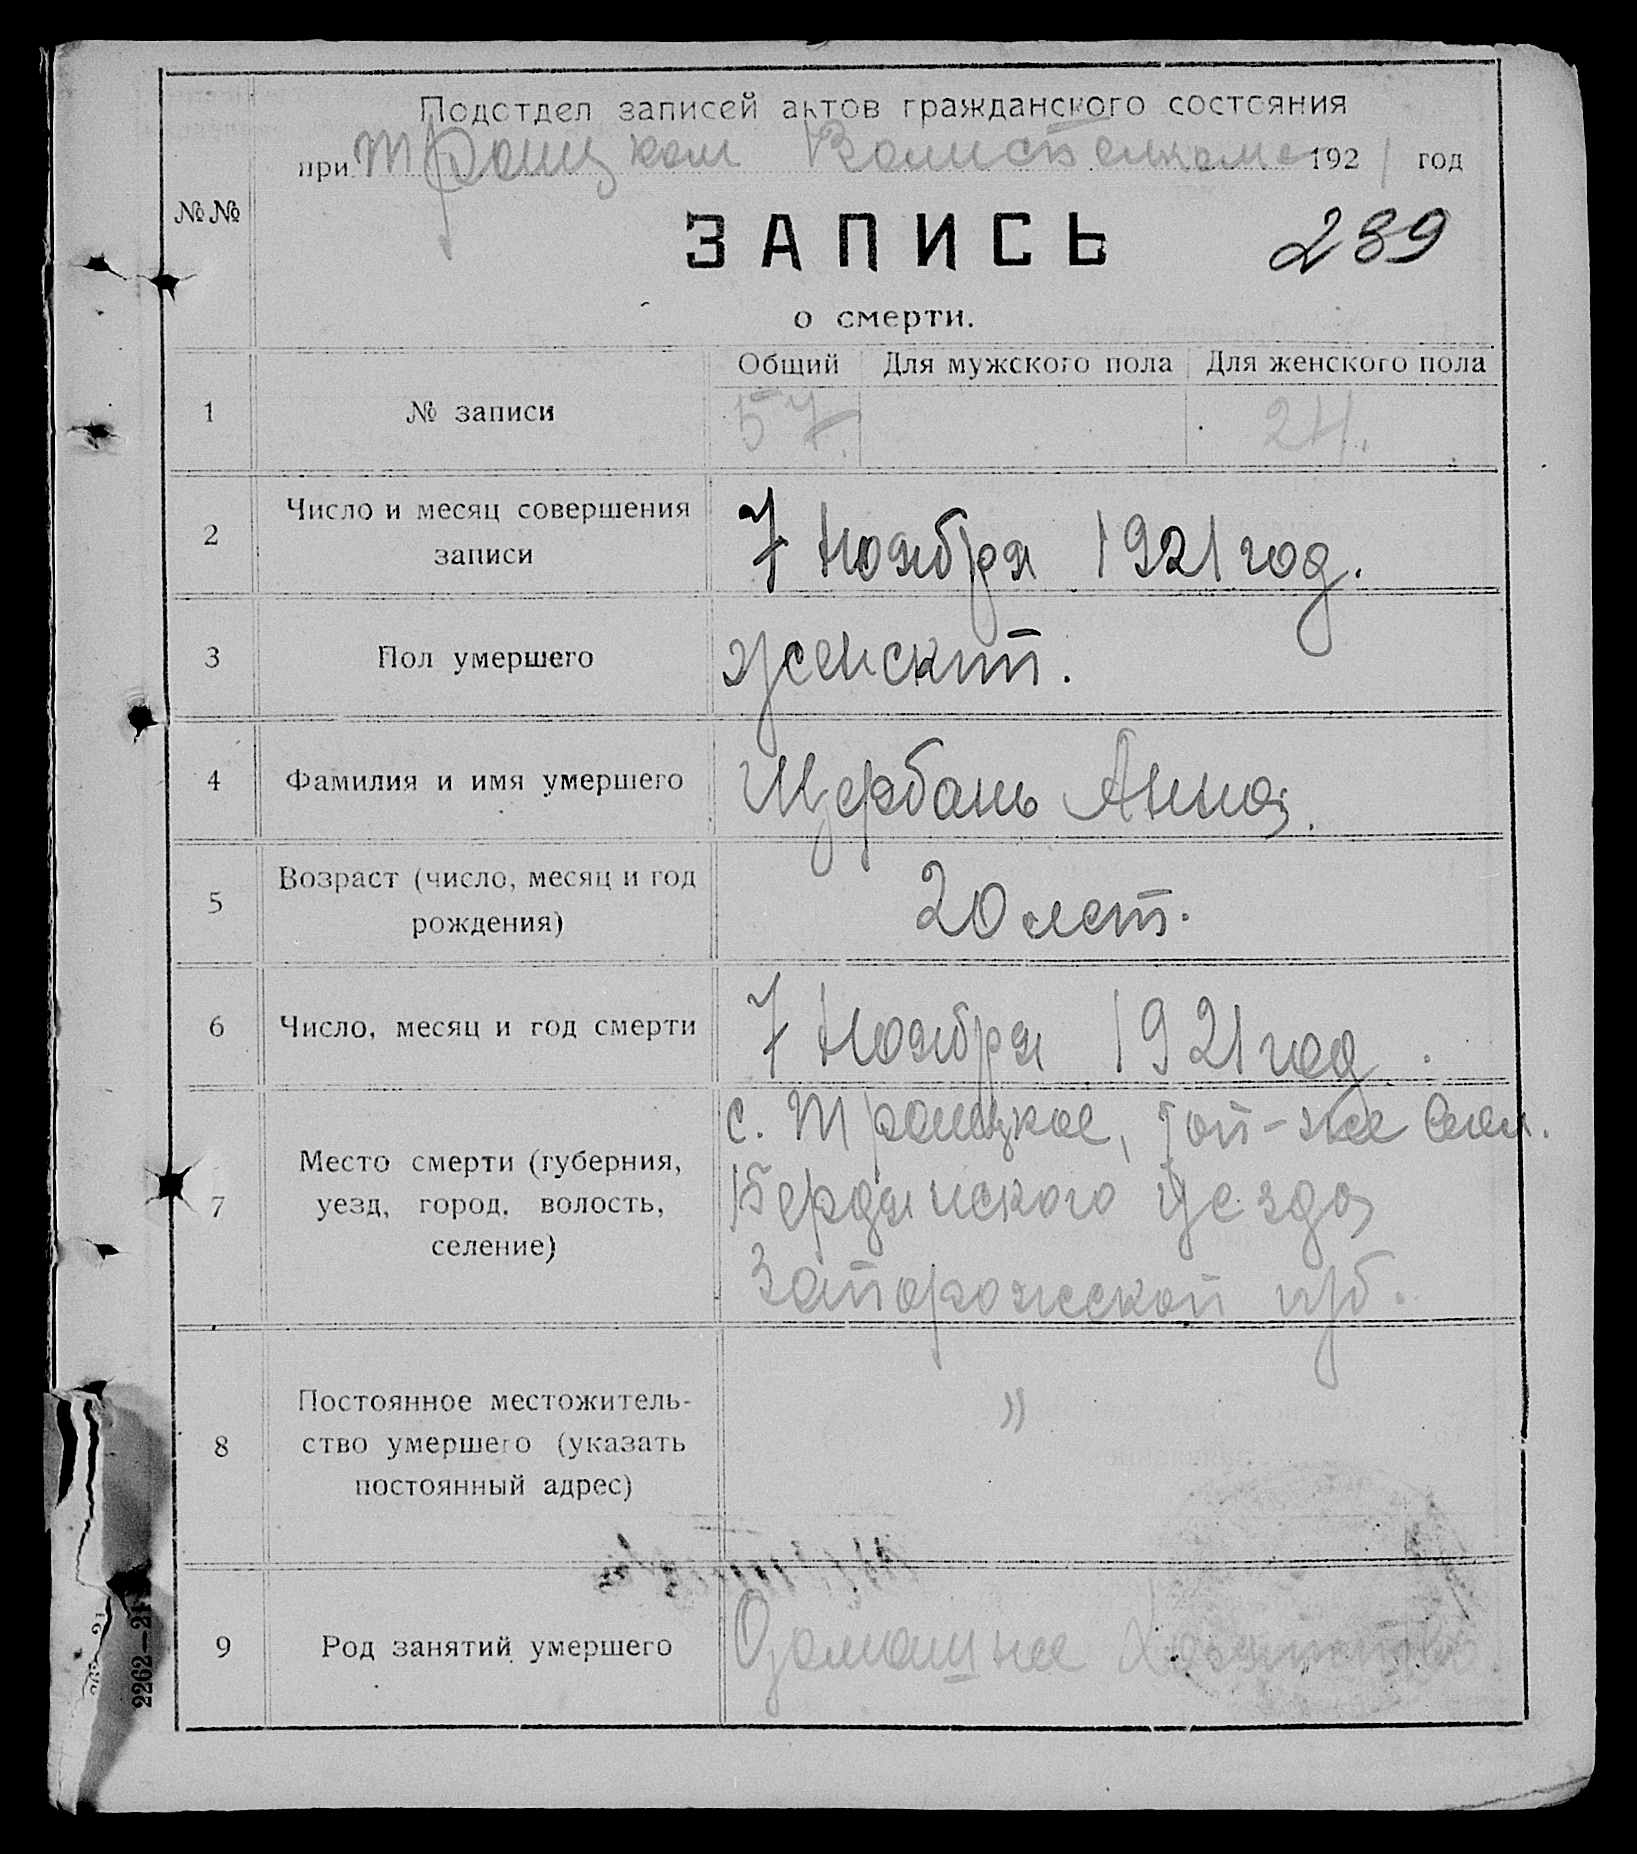 Подотдел записей актов гражданского состояния
при Троицком Волисполкоме 1921 год
№№
ЗАПИСЬ 289
о смерти.
Общий Для мужского пола Для женского пола
1 № записи 57. 24.
2 Число и месяц совершения
записи
7 Ноября 1921 год.
3 Пол умершего женский.
4 Фамилия и имя умершего Щербань Анна.
5 Возраст (число, месяц и год
рождения)
20 лет.
6 Число, месяц и год смерти 7 Ноября 1921 год.
7 Место смерти (губерния,
уезд, город, волость,
селение)
с. Троицкое, той-же
Бердянского уезда
Запорожской губ.
8 Постоянное местожитель-
ство умершего (указать
постоянный адрес)
"
9 Род занятий умершего Домашнее хозяйство
2262—21